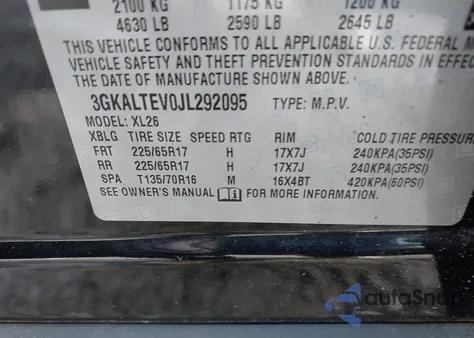 2100 KG 1175 KG 1200 KG
4630 LB 2590 LB 2645 LB
THIS VEHICLE CONFORMS TO ALL APPLICABLE U.S. FEDERAL M
VEHICLE SAFETY AND THEFT PREVENTION STANDARDS IN EFFEC
THE DATE OF MANUFACTURE SHOWN ABOVE.
3GKALTEV0JL292095 TYPE: M.P.V.
MODEL: XL26
XBLG TIRE SIZE SPEED RTG RIM COLD TIRE PRESSUR
FRT 225/65R17 H 17X7J 240KPA(35PSI)
RR 225/65R17 H 17X7J 240KPA(35PSI)
SPA T135/70R16 M 16X4BT 420KPA(60PSI)
SEE OWNER'S MANUAL FOR MORE INFORMATION.
autaSna